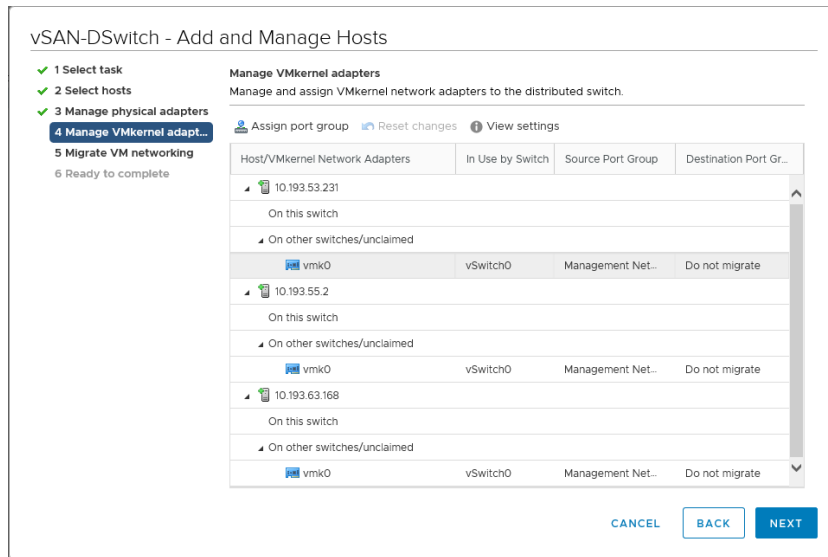 vSAN-DSwitch - Add and Manage Hosts
1 Select task
2 Select hosts
3 Manage physical adapters
4 Manage VMkernel adapt...
5 Migrate VM networking
6 Ready to complete
Manage VMkernel adapters
Manage and assign VMkernel network adapters to the distributed switch.
Assign port group Reset changes View settings
Host/VMkernel Network Adapters In Use by Switch Source Port Group Destination Port Gr...
10.193.53.231
On this switch
On other switches/unclaimed
vmk0 vSwitch0 Management Net... Do not migrate
10.193.55.2
On this switch
On other switches/unclaimed
vmk0 vSwitch0 Management Net... Do not migrate
10.193.63.168
On this switch
On other switches/unclaimed
vmk0 vSwitch0 Management Net... Do not migrate
CANCEL BACK NEXT